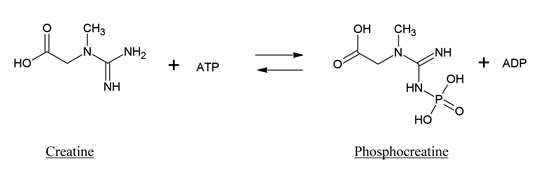 O
CH₃
HO
N
NH₂
NH
+
ATP
OH
CH₃
O
N
NH
HN
P
OH
HO
O
+
ADP
Creatine
Phosphocreatine